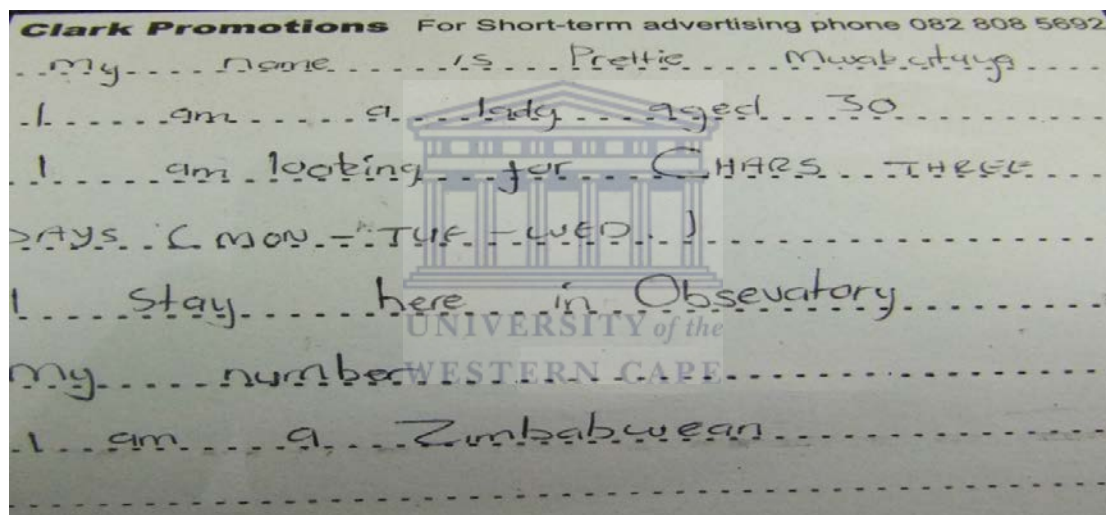 Clark Promotions For Short-term advertising phone 082 808 5692
My name is Prettie
I am a lady aged 30
I am looking for CHARS THREE
DAYS (MON - TUE - WED )
I stay here in Obsevatory
UNIVERSITY of the
My number
WESTERN CAPE
I am a Zimbabwean